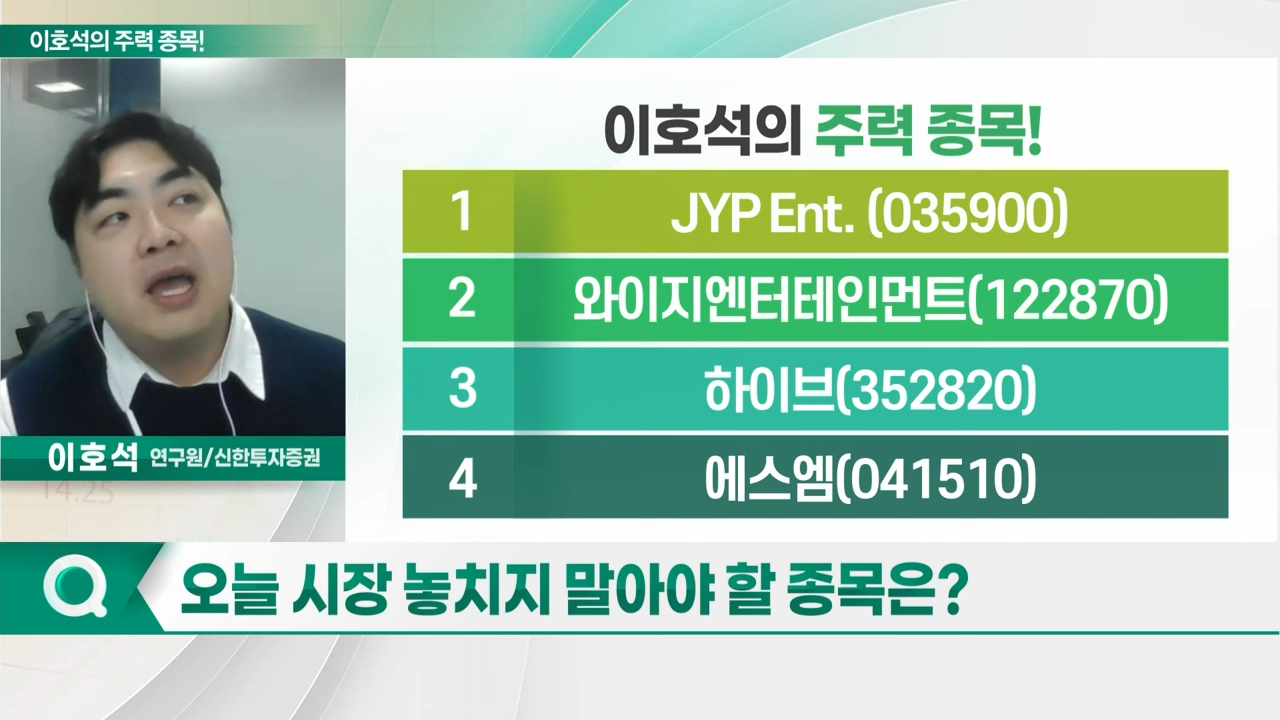 이호석의 주력 종목!
이호석의 주력 종목!
1 JYP Ent. (035900)
2 와이지엔터테인먼트(122870)
3 하이브(352820)
4 에스엠(041510)
이호석 연구원/신한투자증권
14.25
Q 오늘 시장 놓치지 말아야 할 종목은?